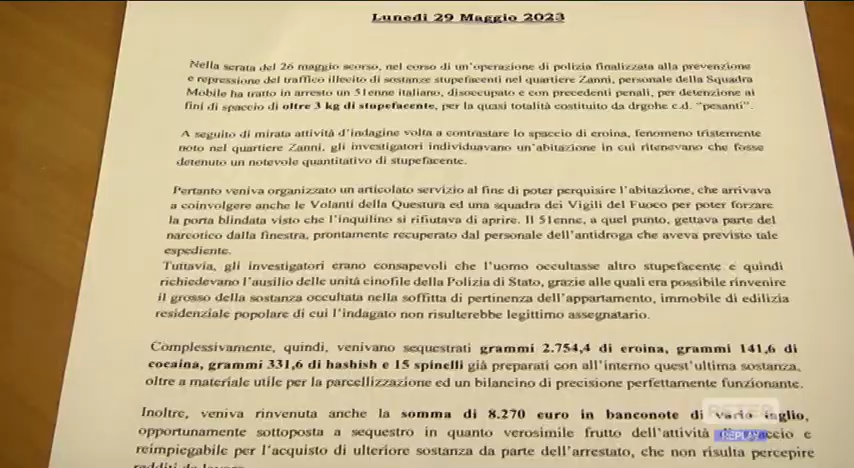 Lunedì 29 Maggio 2023
Nella serata del 26 maggio scorso, nel corso di un'operazione di polizia finalizzata alla prevenzione
e repressione del traffico illecito di sostanze stupefacenti nel quartiere Zanni, personale della Squadra
Mobile ha tratto in arresto un 51enne italiano, disoccupato e con precedenti penali, per detenzione ai
fini di spaccio di oltre 3 kg di stupefacente, per la quasi totalità costituito da drgohe c.d. "pesanti".
A seguito di mirata attività d'indagine volta a contrastare lo spaccio di eroina, fenomeno tristemente
noto nel quartiere Zanni, gli investigatori individuavano un'abitazione in cui ritenevano che fosse
detenuto un notevole quantitativo di stupefacente.
Pertanto veniva organizzato un articolato servizio al fine di poter perquisire l'abitazione, che arrivava
a coinvolgere anche le Volanti della Questura ed una squadra dei Vigili del Fuoco per poter forzare
la porta blindata visto che l'inquilino si rifiutava di aprire. Il 51enne, a quel punto, gettava parte del
narcotico dalla finestra, prontamente recuperato dal personale dell'antidroga che aveva previsto tale
espediente.
Tuttavia, gli investigatori erano consapevoli che l'uomo occultasse altro stupefacente e quindi
richiedevano l'ausilio delle unità cinofile della Polizia di Stato, grazie alle quali era possibile rinvenire
il grosso della sostanza occultata nella soffitta di pertinenza dell'appartamento, immobile di edilizia
residenziale popolare di cui l'indagato non risulterebbe legittimo assegnatario.
Complessivamente, quindi, venivano sequestrati grammi 2.754,4 di eroina, grammi 141,6 di
cocaina, grammi 331,6 di hashish e 15 spinelli già preparati con all'interno quest'ultima sostanza,
oltre a materiale utile per la parcellizzazione ed un bilancino di precisione perfettamente funzionante.
Inoltre, veniva rinvenuta anche la somma di 8.270 euro in banconote di vario taglio,
opportunamente sottoposta a sequestro in quanto verosimile frutto dell'attività di spaccio e
reimpiegabile per l'acquisto di ulteriore sostanza da parte dell'arrestato, che non risulta percepire
redditi da
REPLAY